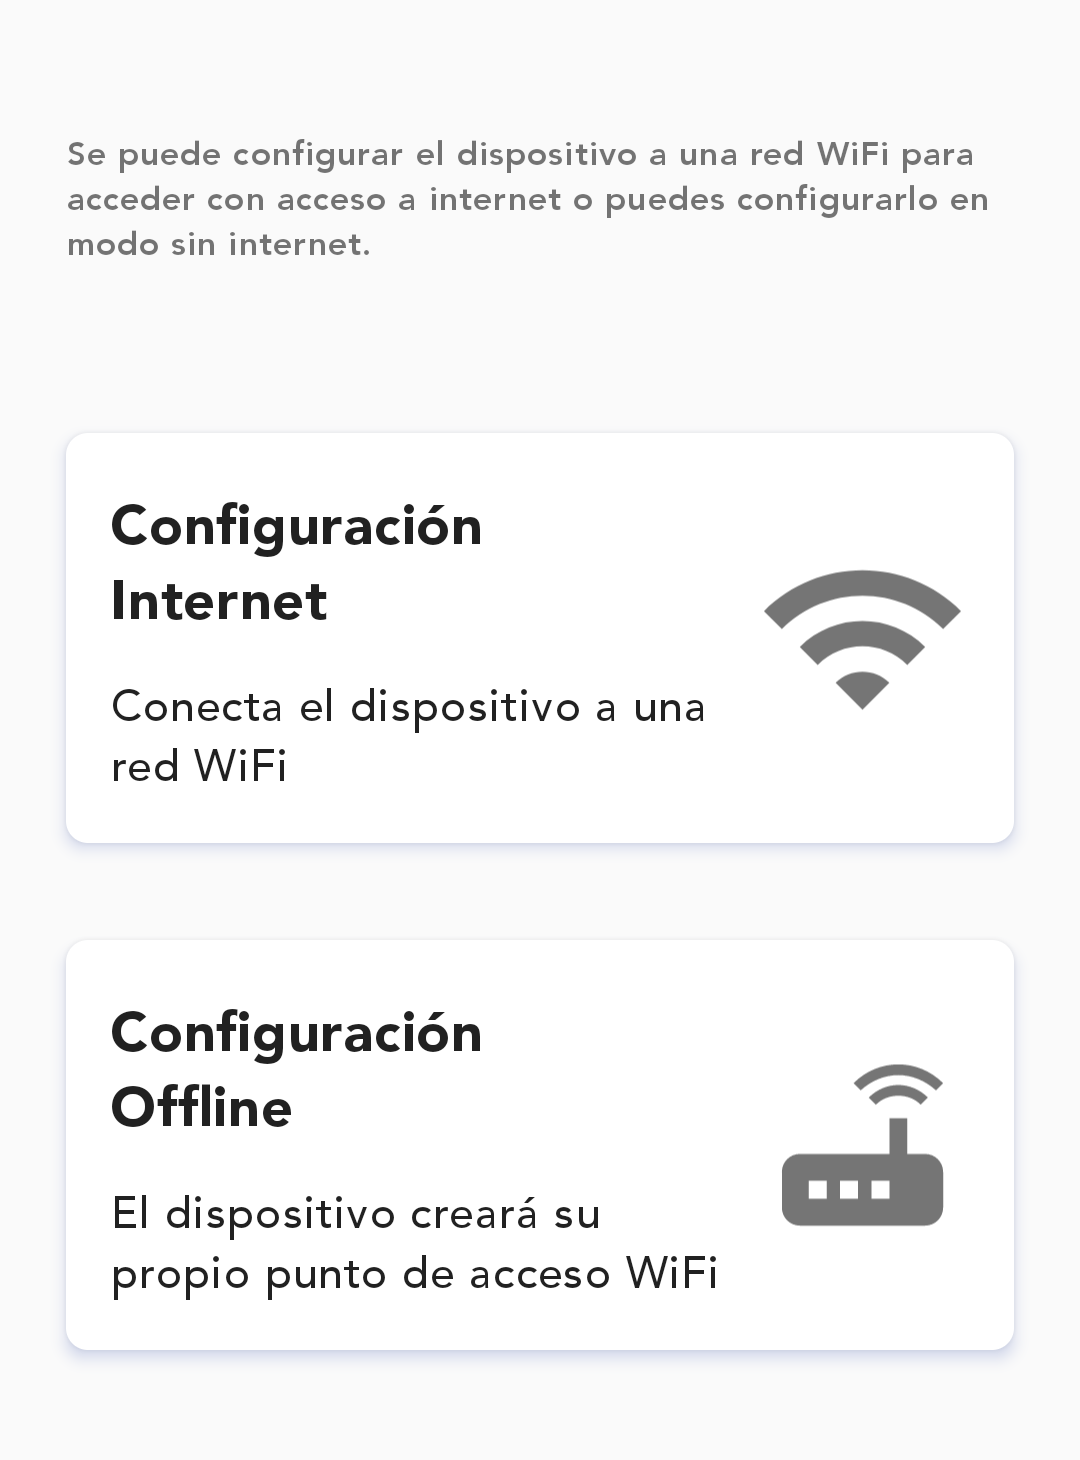 Se puede configurar el dispositivo a una red WiFi para
acceder con acceso a internet o puedes configurarlo en
modo sin internet.
Configuración
Internet
Conecta el dispositivo a una
red WiFi
Configuración
Offline
El dispositivo creará su
propio punto de acceso WiFi